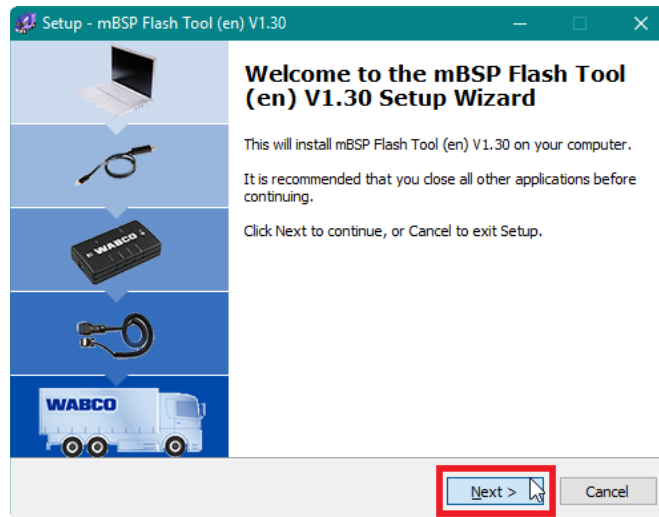 Setup - mBSP Flash Tool (en) V1.30
Welcome to the mBSP Flash Tool
(en) V1.30 Setup Wizard
This will install mBSP Flash Tool (en) V1.30 on your computer.
It is recommended that you close all other applications before
continuing.
Click Next to continue, or Cancel to exit Setup.
WABCO
WABCO
Next >
Cancel